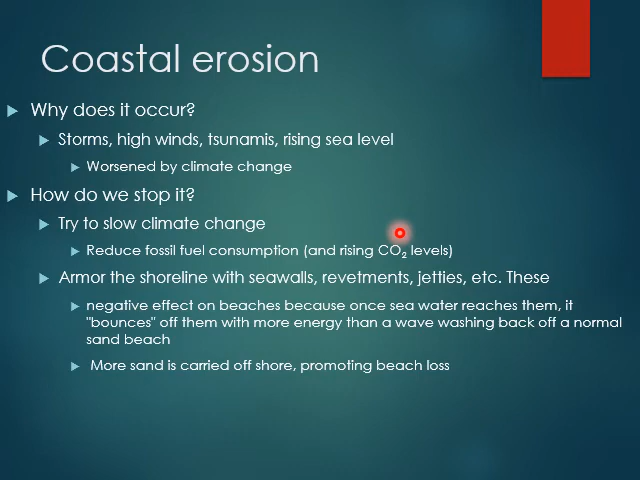 Coastal erosion
Why does it occur?
Storms, high winds, tsunamis, rising sea level
Worsened by climate change
How do we stop it?
Try to slow climate change
Reduce fossil fuel consumption (and rising CO₂ levels)
Armor the shoreline with seawalls, revetments, jetties, etc. These
negative effect on beaches because once sea water reaches them, it
"bounces" off them with more energy than a wave washing back off a normal
sand beach
More sand is carried off shore, promoting beach loss